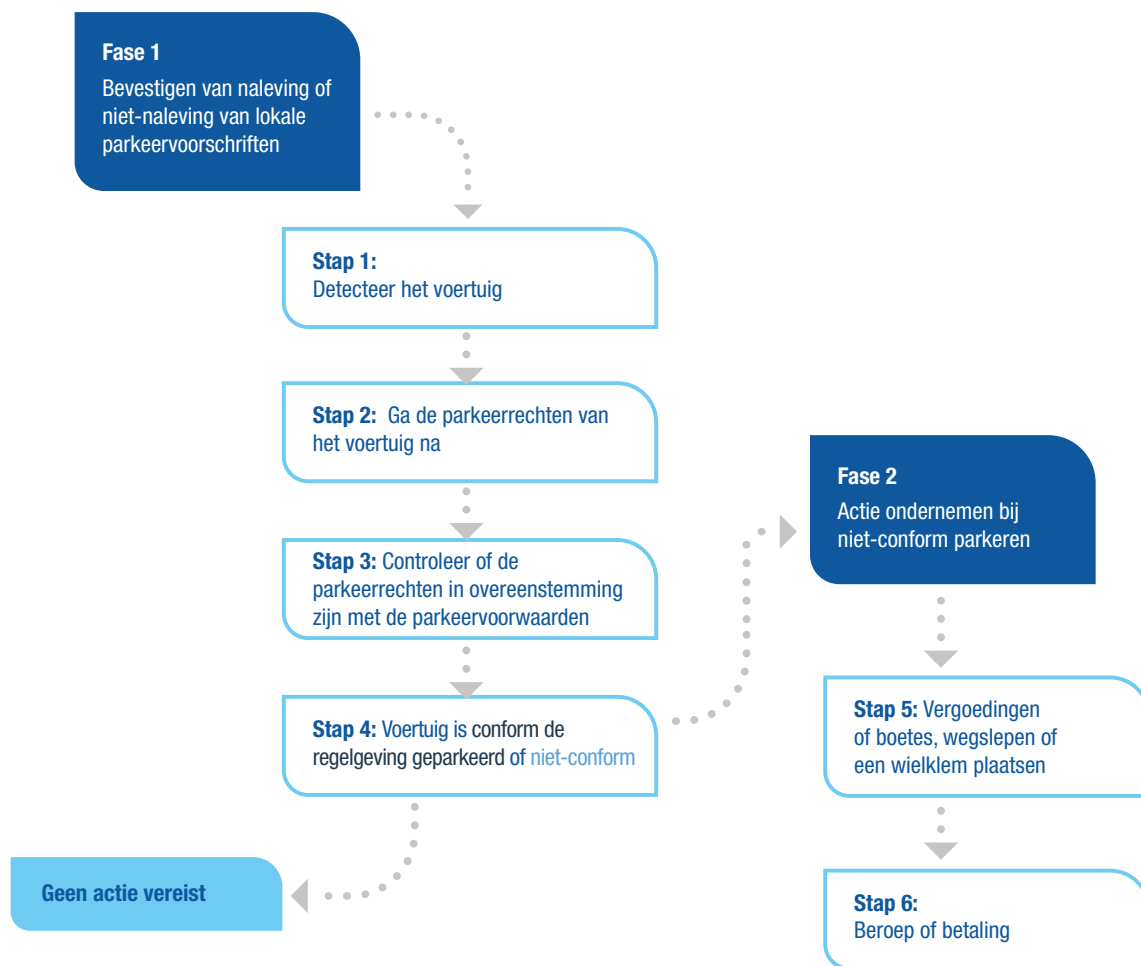 Fase 1
Bevestigen van naleving of
niet-naleving van lokale
parkeervoorschriften
Stap 1:
Detecteer het voertuig
Stap 2: Ga de parkeerrechten van
het voertuig na
Stap 3: Controleer of de
parkeerrechten in overeenstemming
zijn met de parkeervoorwaarden
Stap 4: Voertuig is conform de
regelgeving geparkeerd of niet-conform
Geen actie vereist
Fase 2
Actie ondernemen bij
niet-conform parkeren
Stap 5: Vergoedingen
of boetes, wegslepen of
een wielklem plaatsen
Stap 6:
Beroep of betaling